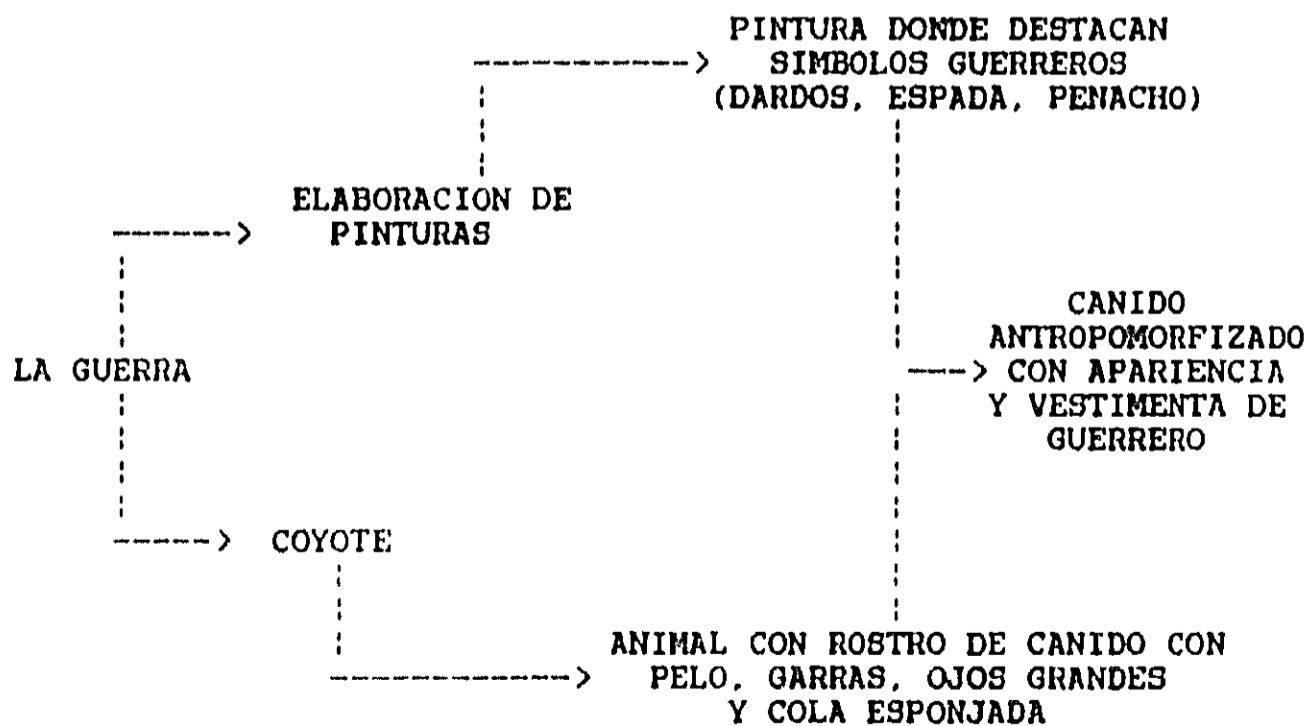 PINTURA DONDE DESTACAN
SIMBOLOS GUERREROS
(DARDOS, ESPADA, PENACHO)
ELABORACION DE
PINTURAS
CANIDO
ANTROPOMORFIZADO
CON APARIENCIA
Y VESTIMENTA DE
GUERRERO
LA GUERRA
COYOTE
ANIMAL CON ROSTRO DE CANIDO CON
PELO, GARRAS, OJOS GRANDES
Y COLA ESPONJADA